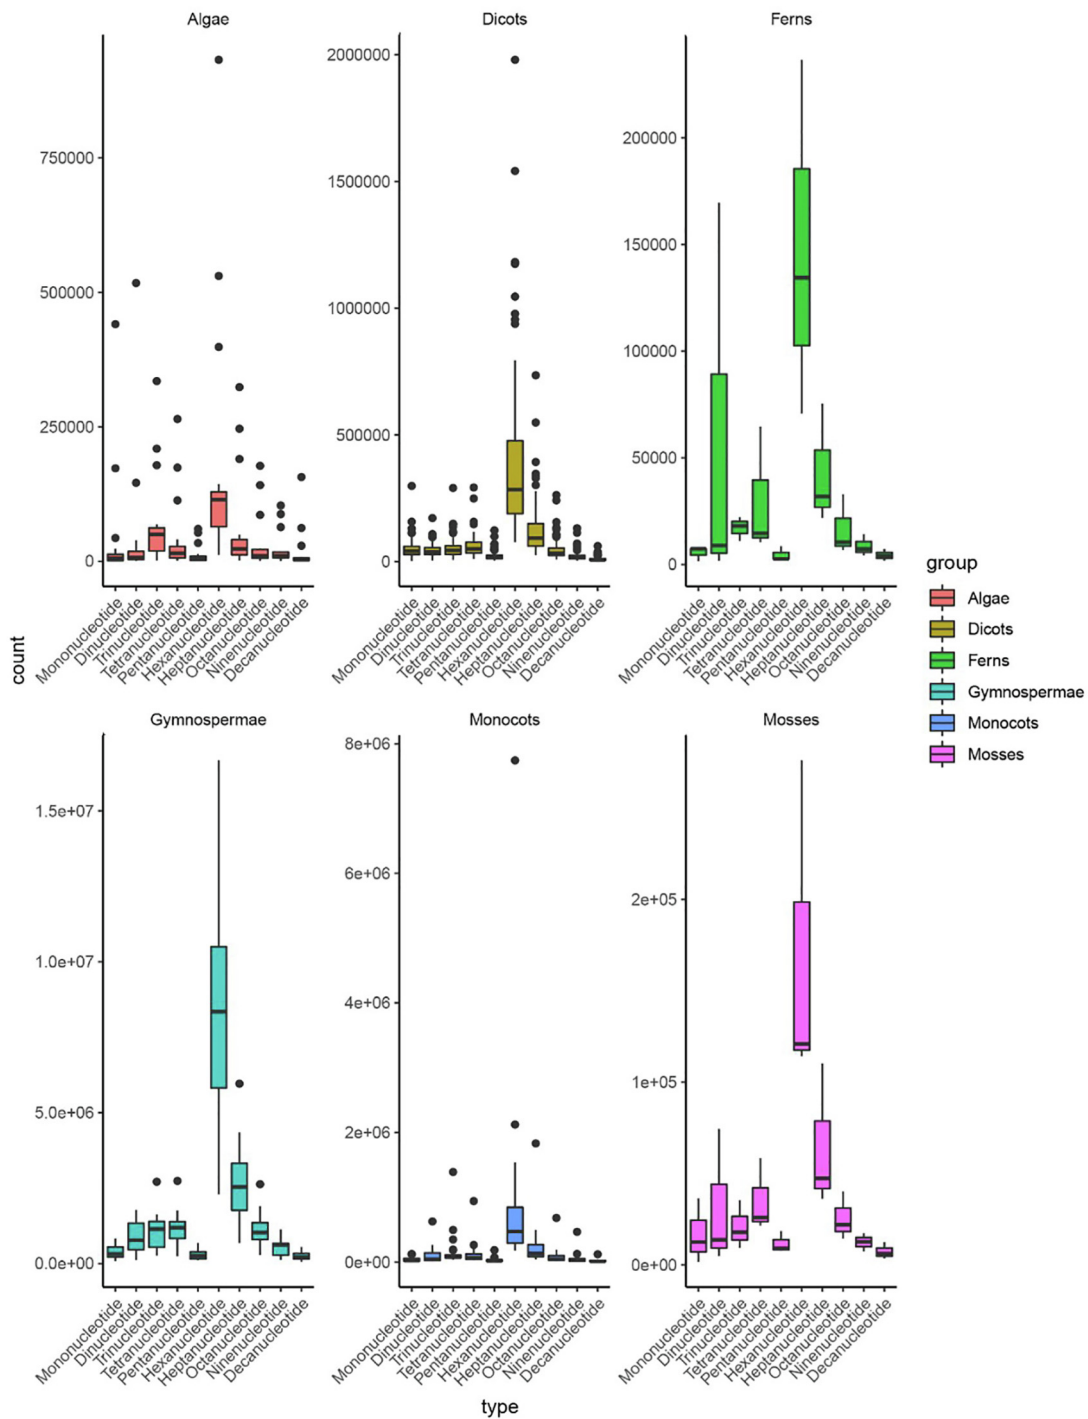 Algae
Dicots
Ferns
750000
500000
250000
0
2000000
1500000
1000000
500000
0
200000
150000
100000
50000
0
Mononucleotide
Dinucleotide
Trinucleotide
Tetranucleotide
Pentanucleotide
Hexanucleotide
Heptanucleotide
Octanucleotide
Ninenucleotide
Decanucleotide
Mononucleotide
Dinucleotide
Trinucleotide
Tetranucleotide
Pentanucleotide
Hexanucleotide
Heptanucleotide
Octanucleotide
Ninenucleotide
Decanucleotide
Mononucleotide
Dinucleotide
Trinucleotide
Tetranucleotide
Pentanucleotide
Hexanucleotide
Heptanucleotide
Octanucleotide
Ninenucleotide
Decanucleotide
count
group
Algae
Dicots
Ferns
Gymnospermae
Monocots
Mosses
Gymnospermae
Monocots
Mosses
1.5e+07
1.0e+07
5.0e+06
0.0e+00
8e+06
6e+06
4e+06
2e+06
0e+00
2e+05
1e+05
0e+00
Mononucleotide
Dinucleotide
Trinucleotide
Tetranucleotide
Pentanucleotide
Hexanucleotide
Heptanucleotide
Octanucleotide
Ninenucleotide
Decanucleotide
Mononucleotide
Dinucleotide
Trinucleotide
Tetranucleotide
Pentanucleotide
Hexanucleotide
Heptanucleotide
Octanucleotide
Ninenucleotide
Decanucleotide
Mononucleotide
Dinucleotide
Trinucleotide
Tetranucleotide
Pentanucleotide
Hexanucleotide
Heptanucleotide
Octanucleotide
Ninenucleotide
Decanucleotide
type